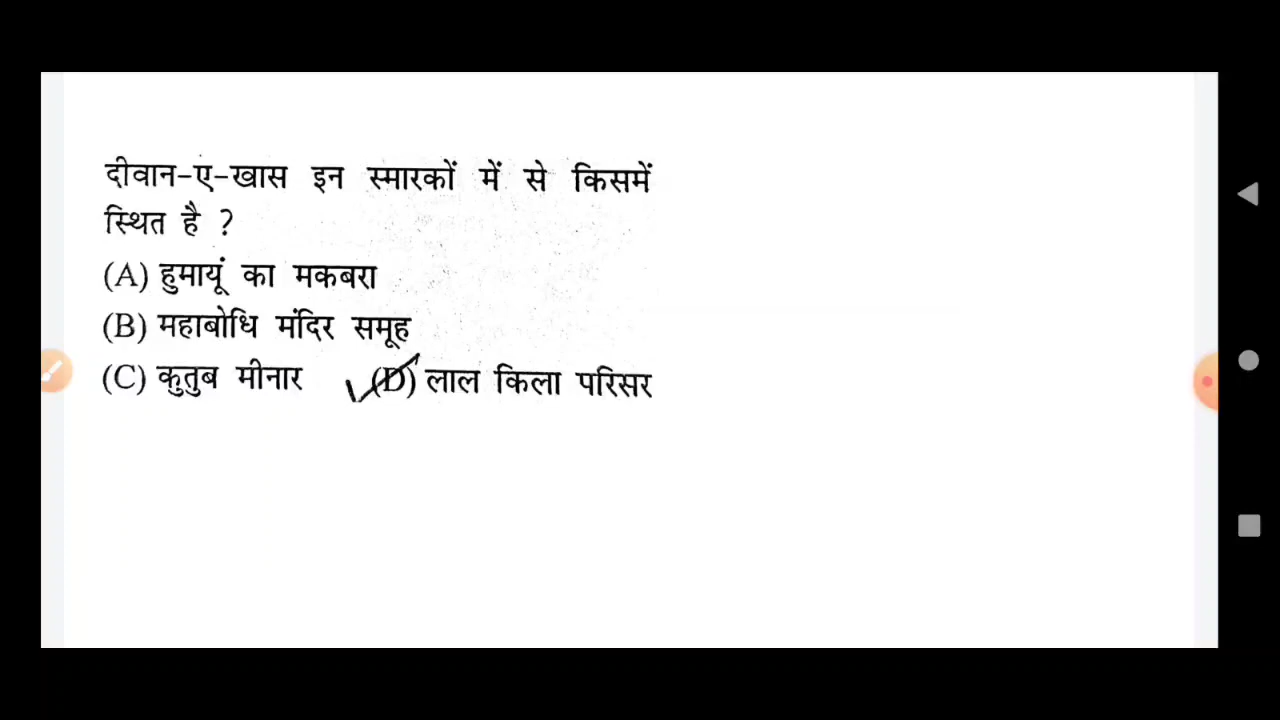 दीवान-ए-खास इन स्मारकों में से किसमें
स्थित है ?
(A) हुमायूं का मकबरा
(B) महाबोधि मंदिर समूह
(C) कुतुब मीनार (D) लाल किला परिसर